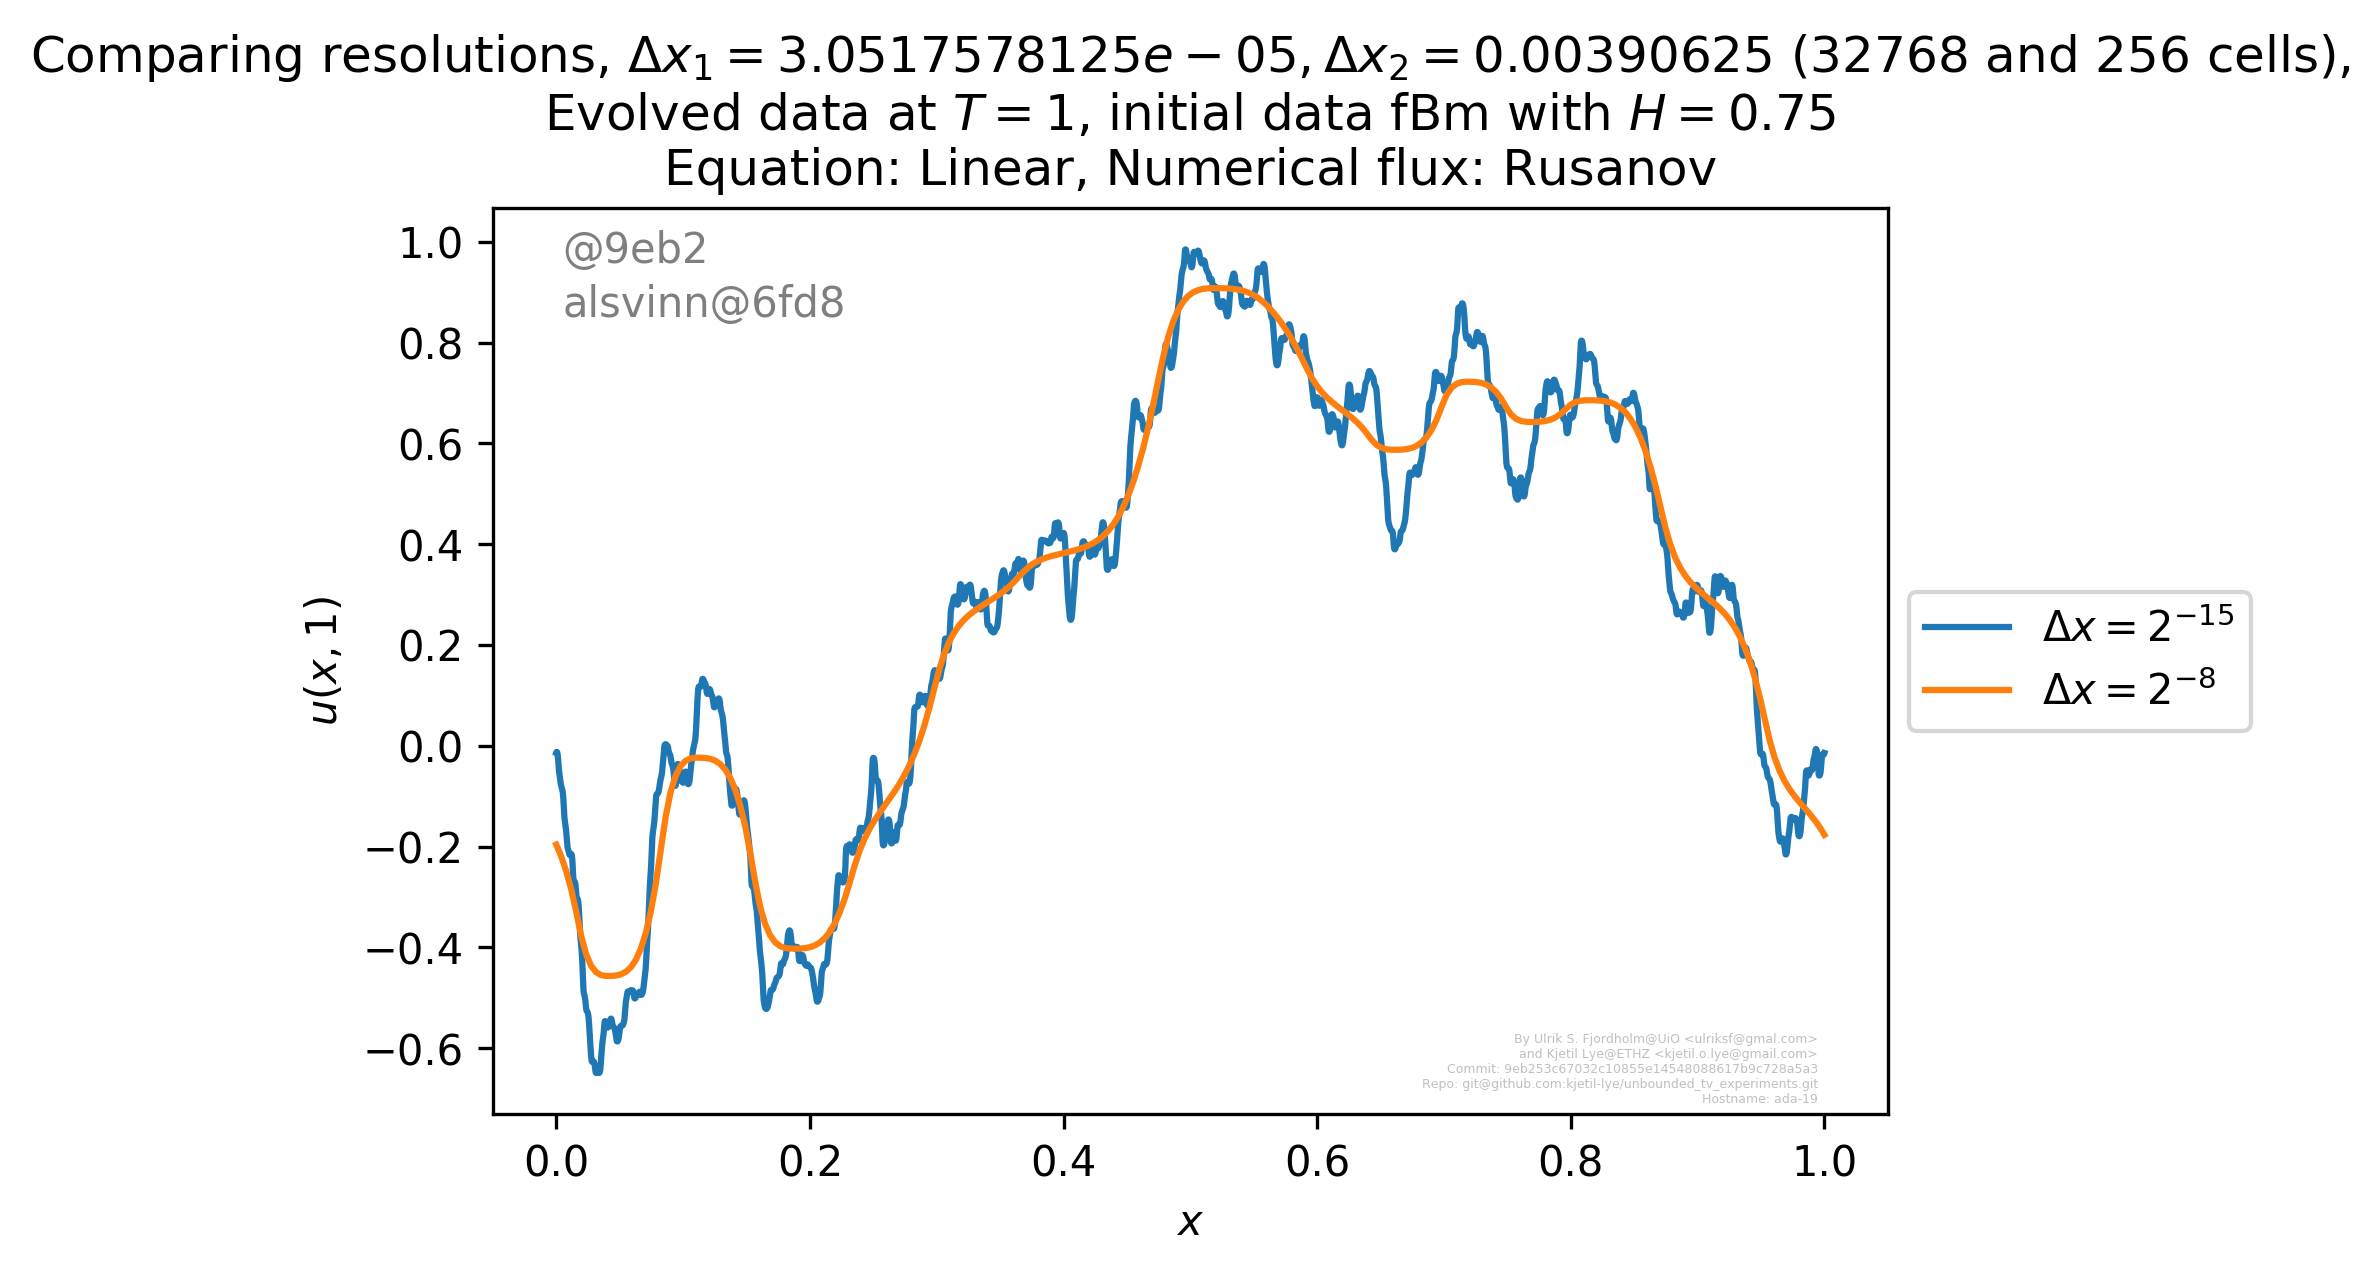 Comparing resolutions, Δx₁ = 3.0517578125e − 05, Δx₂ = 0.00390625 (32768 and 256 cells),
Evolved data at T = 1, initial data fBm with H = 0.75
Equation: Linear, Numerical flux: Rusanov
@9eb2
alsvinn@6fd8
1.0
0.8
0.6
0.4
0.2
0.0
−0.2
−0.4
−0.6
u(x, 1)
Δx = 2⁻¹⁵
Δx = 2⁻⁸
By Ulrik S. Fjordholm@UiO <ulriksf@gmal.com>
and Kjetil Lye@ETHZ <kjetil.o.lye@gmail.com>
Commit: 9eb253c67032c10855e14548088617b9c728a5a3
Repo: git@github.com:kjetil-lye/unbounded_tv_experiments.git
Hostname: ada-19
0.0 0.2 0.4 0.6 0.8 1.0
x